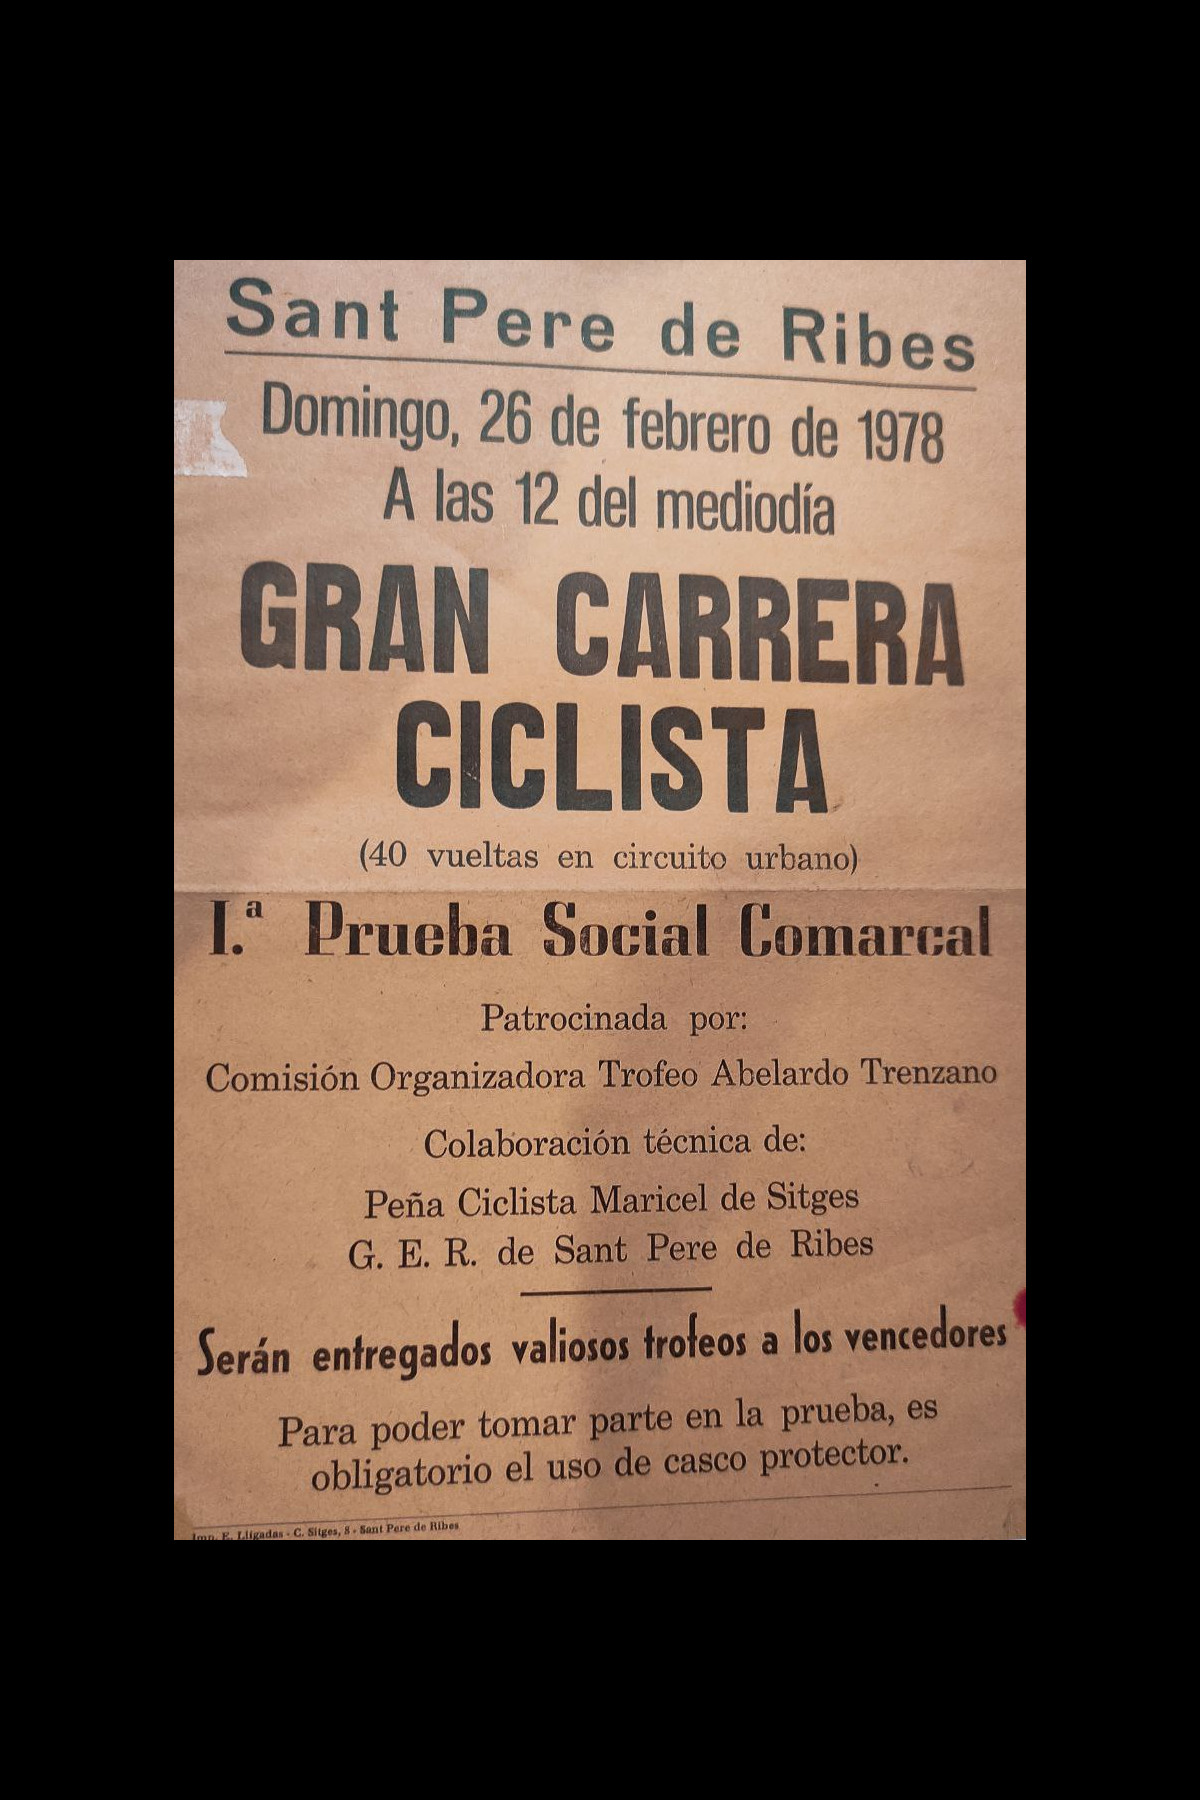 Sant Pere de Ribes
Domingo, 26 de febrero de 1978
A las 12 del mediodía
GRAN CARRERA
CICLISTA
(40 vueltas en circuito urbano)
I.ª Prueba Social Comarcal
Patrocinada por:
Comisión Organizadora Trofeo Abelardo Trenzano
Colaboración técnica de:
Peña Ciclista Maricel de Sitges
G. E. R. de Sant Pere de Ribes
Serán entregados valiosos trofeos a los vencedores
Para poder tomar parte en la prueba, es
obligatorio el uso de casco protector.
Imp. E. Lligadas - C. Sitges, 8 - Sant Pere de Ribes